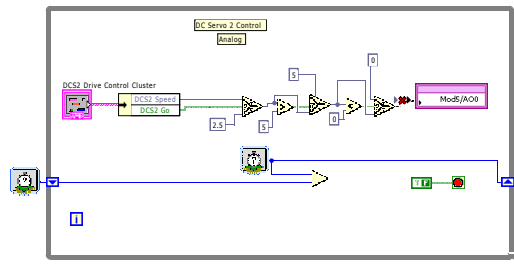 DC Servo 2 Control
Analog
0
5
DCS2 Drive Control Cluster
DCS2 Speed
DCS2 Go
Mod5/AO0
2.5
5
0
?
?
T F
i